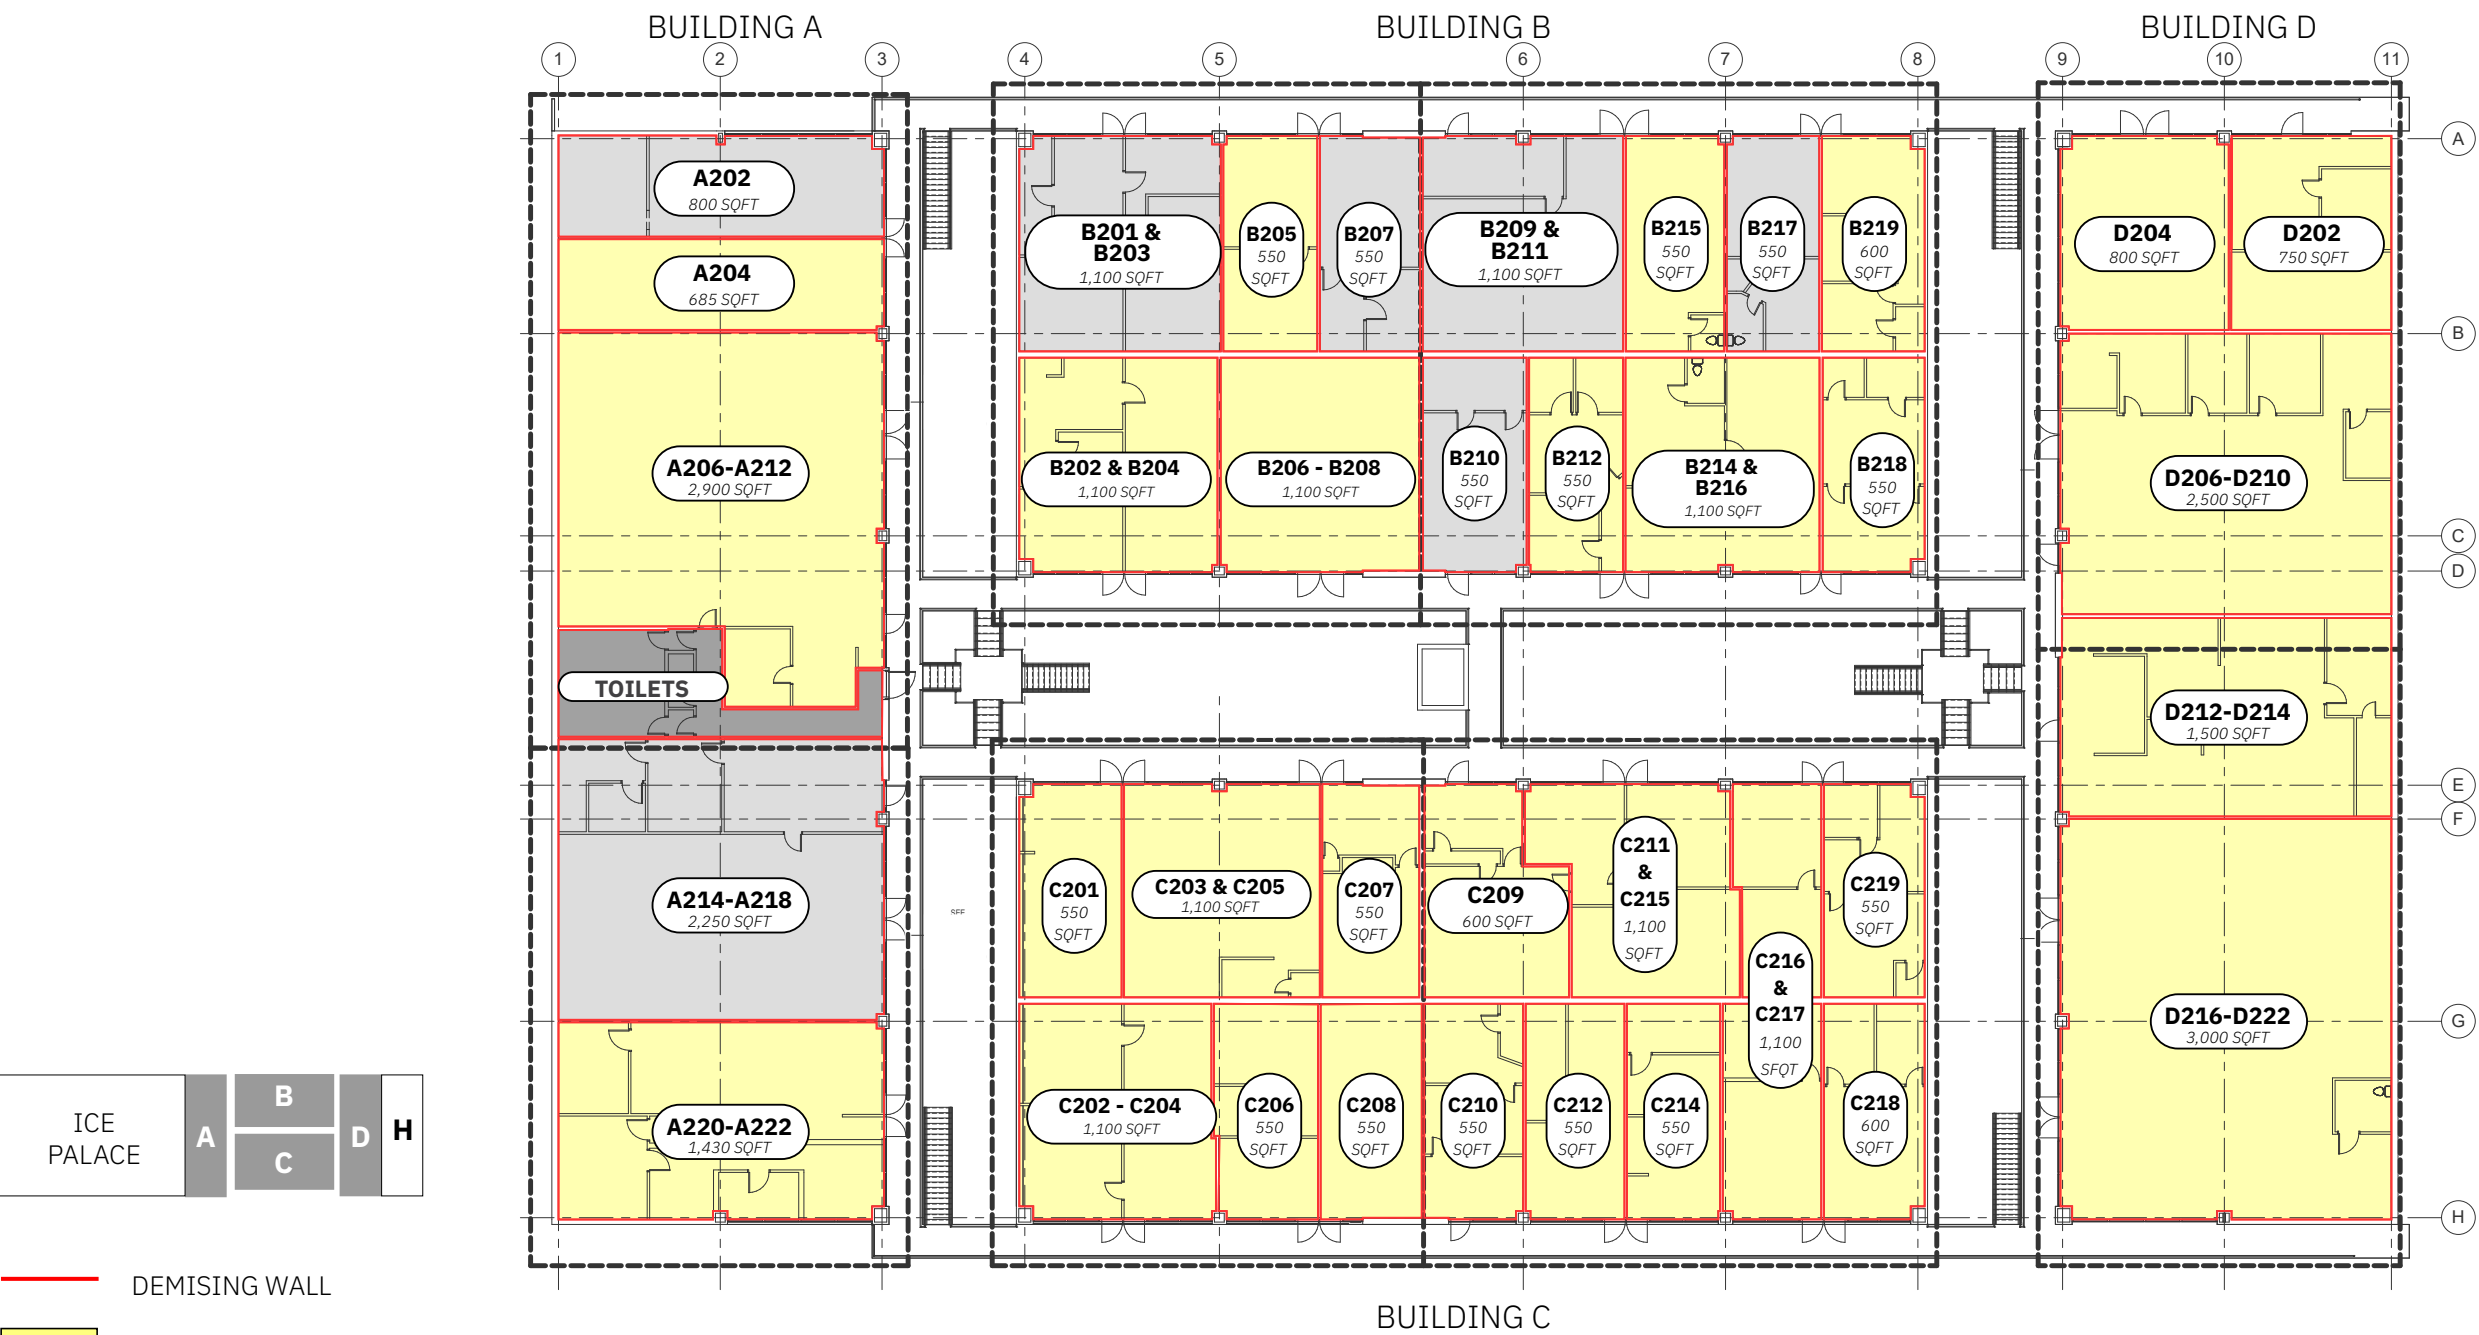 BUILDING A
BUILDING B
BUILDING D
1
2
3
4
5
6
7
8
9
10
11
A
B
C
D
E
F
G
H
A202
800 SQFT
A204
685 SQFT
A206-A212
2,900 SQFT
TOILETS
A214-A218
2,250 SQFT
A220-A222
1,430 SQFT
B201 &
B203
1,100 SQFT
B205
550
SQFT
B207
550
SQFT
B209 &
B211
1,100 SQFT
B215
550
SQFT
B217
550
SQFT
B219
600
SQFT
B202 & B204
1,100 SQFT
B206 - B208
1,100 SQFT
B210
550
SQFT
B212
550
SQFT
B214 &
B216
1,100 SQFT
B218
550
SQFT
D204
800 SQFT
D202
750 SQFT
D206-D210
2,500 SQFT
D212-D214
1,500 SQFT
D216-D222
3,000 SQFT
C201
550
SQFT
C203 & C205
1,100 SQFT
C207
550
SQFT
C209
600 SQFT
C211
&
C215
1,100
SQFT
C216
&
C217
1,100
SFQT
C219
550
SQFT
C202 - C204
1,100 SQFT
C206
550
SQFT
C208
550
SQFT
C210
550
SQFT
C212
550
SQFT
C214
550
SQFT
C218
600
SQFT
ICE
PALACE
A
B
C
D
H
DEMISING WALL
BUILDING C